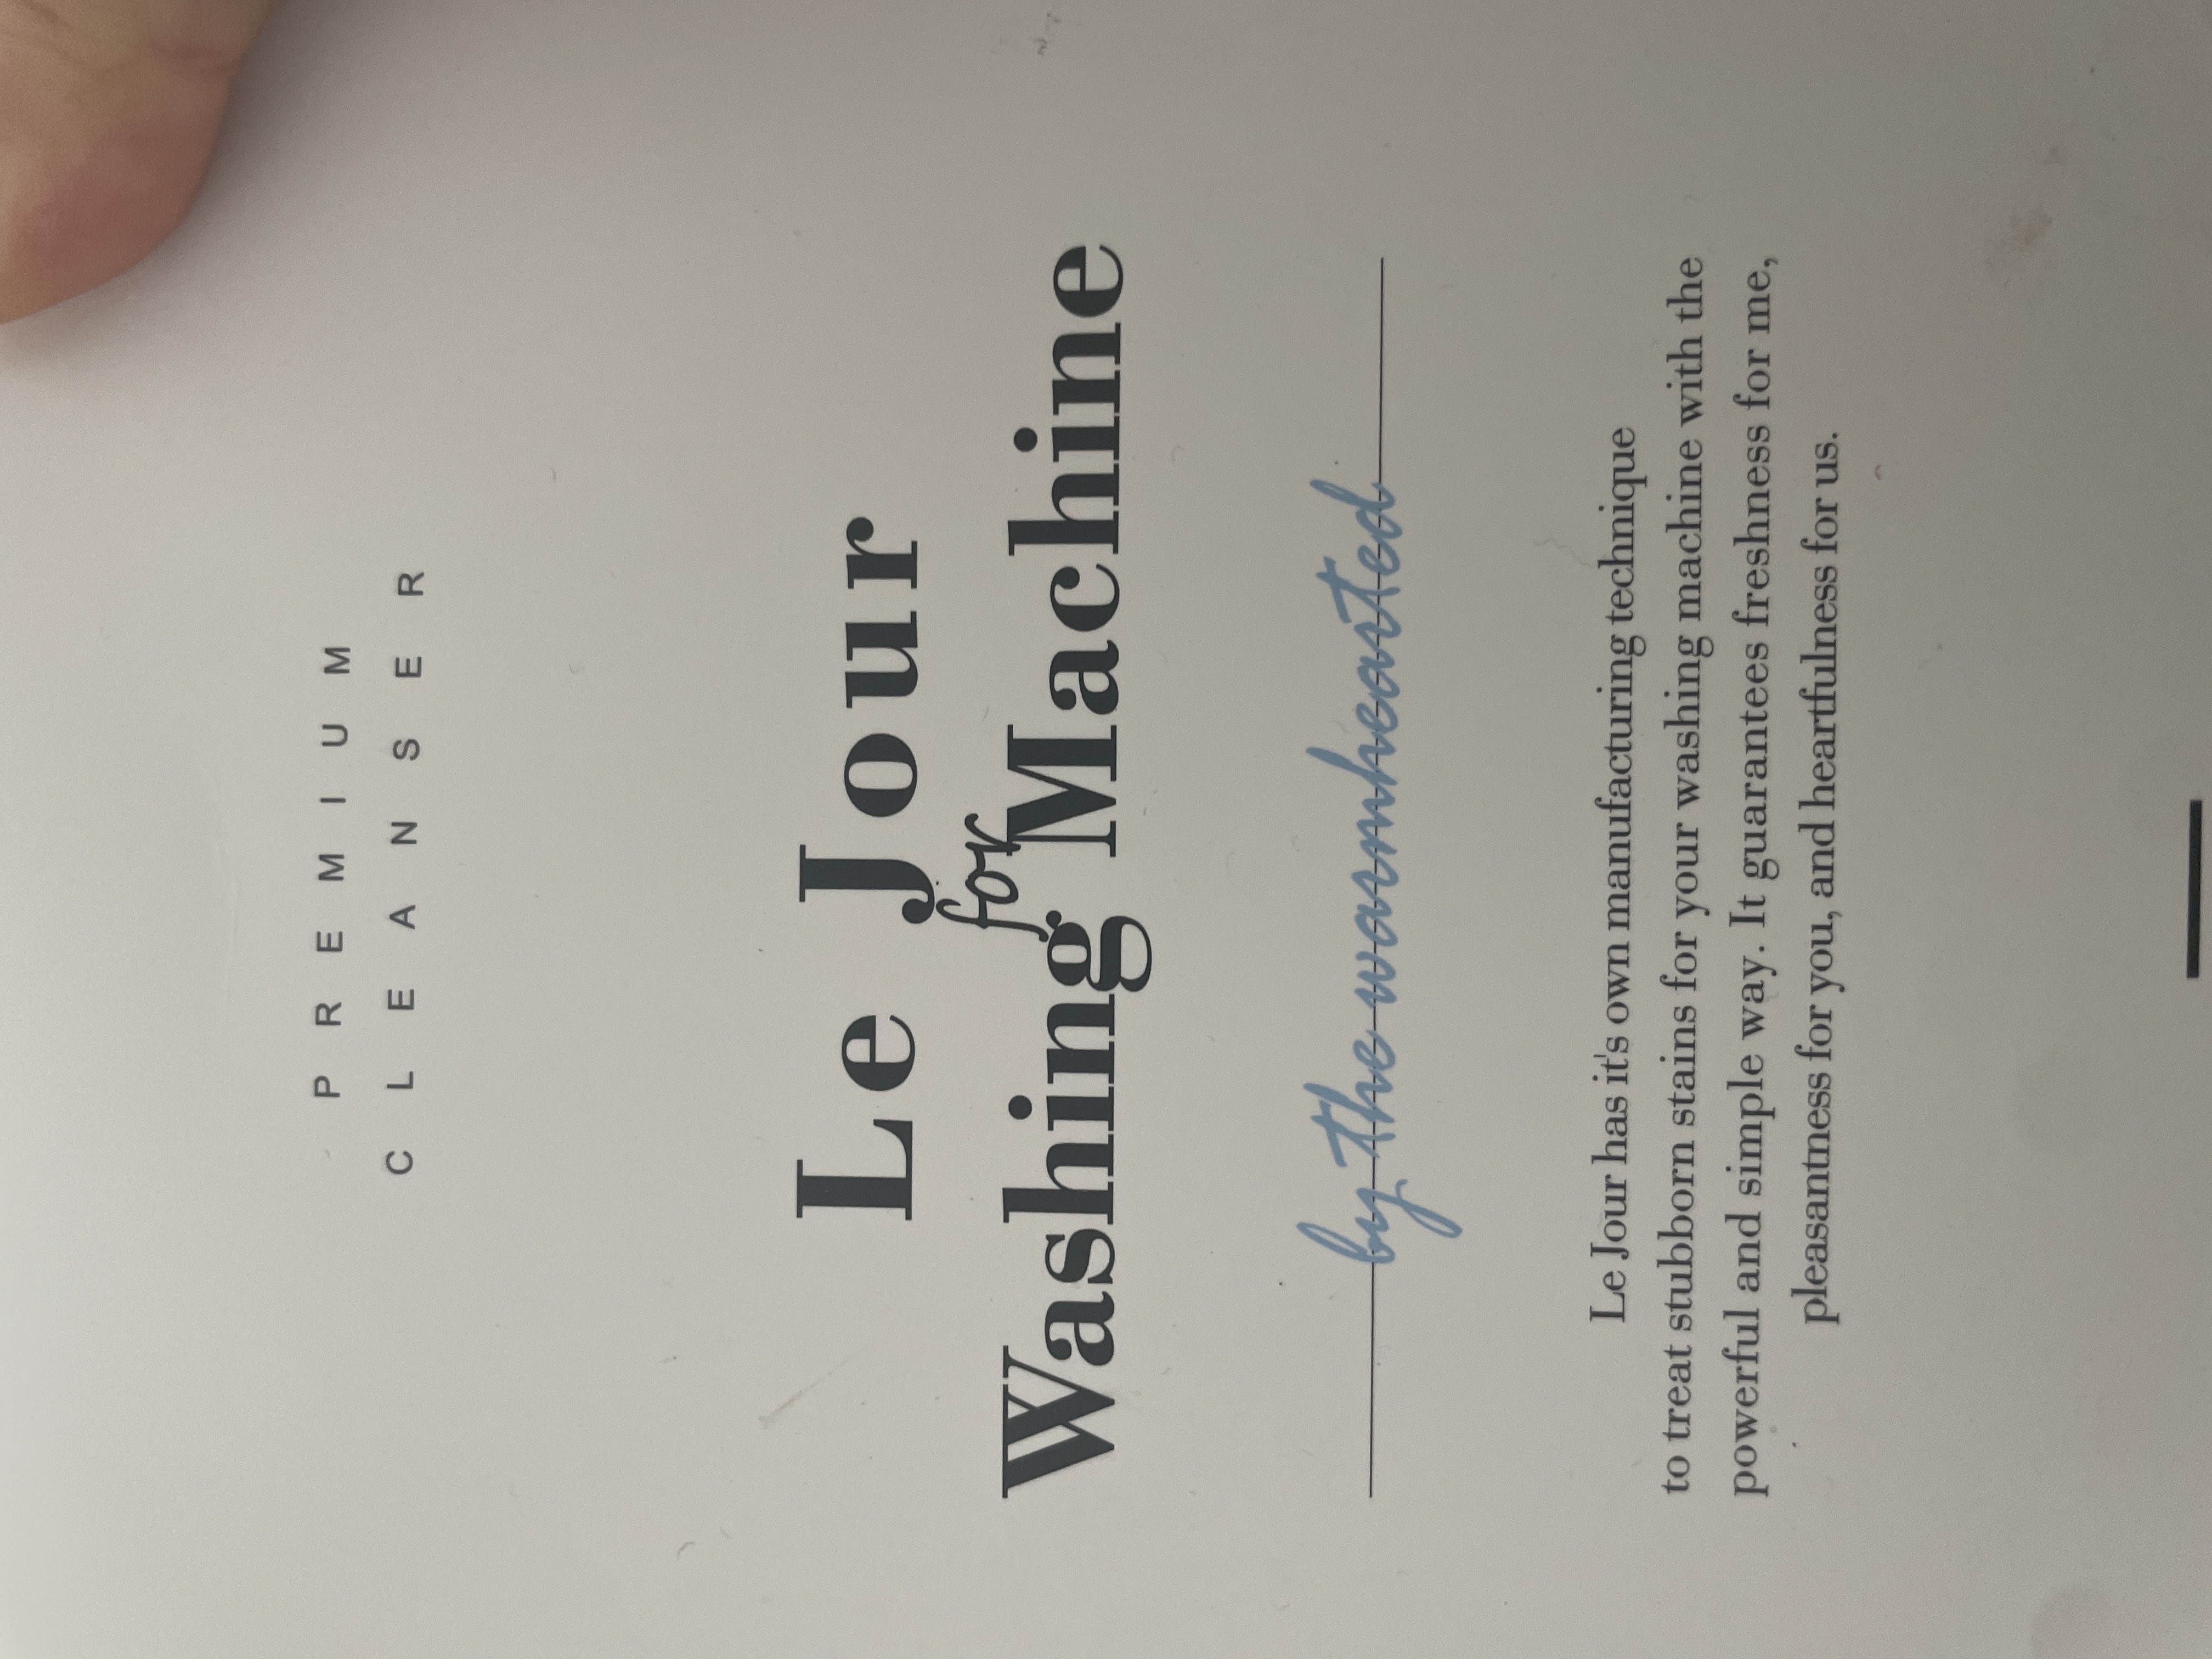 PREMIUM
CLEANSER
Le Jour
for
Washing Machine
by the warmhearted
Le Jour has it's own manufacturing technique
to treat stubborn stains for your washing machine with the
powerful and simple way. It guarantees freshness for me,
pleasantness for you, and heartfulness for us.